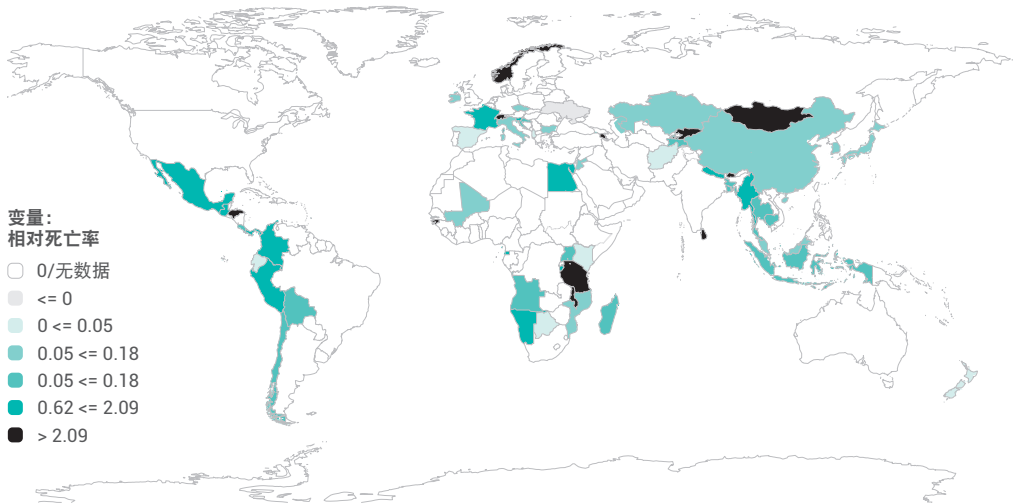 变量：
相对死亡率
0/无数据
<= 0
0 <= 0.05
0.05 <= 0.18
0.05 <= 0.18
0.62 <= 2.09
> 2.09